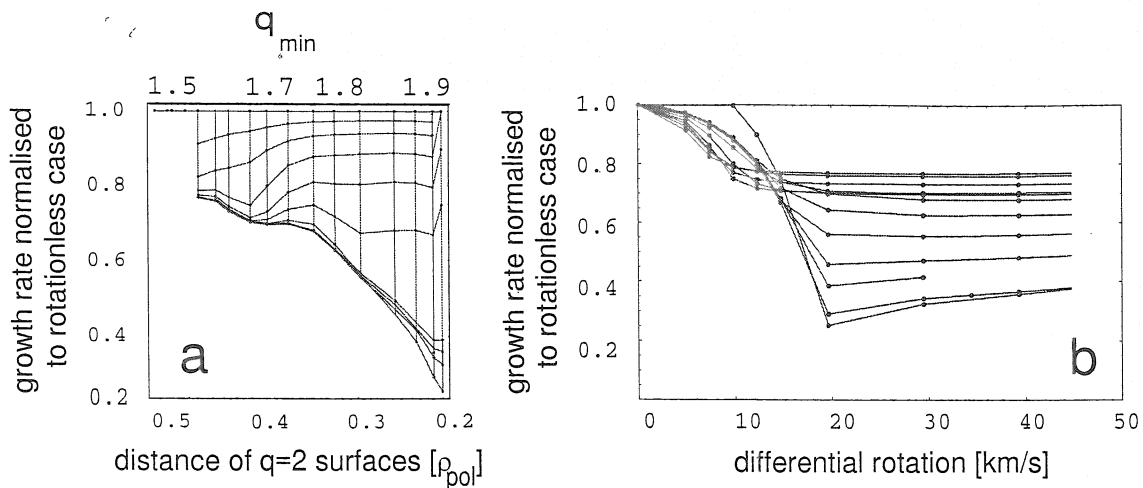 q min
1.5 1.7 1.8 1.9
growth rate normalised
to rotationless case
1.0
0.8
0.6
0.4
0.2
a
0.5 0.4 0.3 0.2
distance of q=2 surfaces [ρpol]
growth rate normalised
to rotationless case
1.0
0.8
0.6
0.4
0.2
b
0 10 20 30 40 50
differential rotation [km/s]